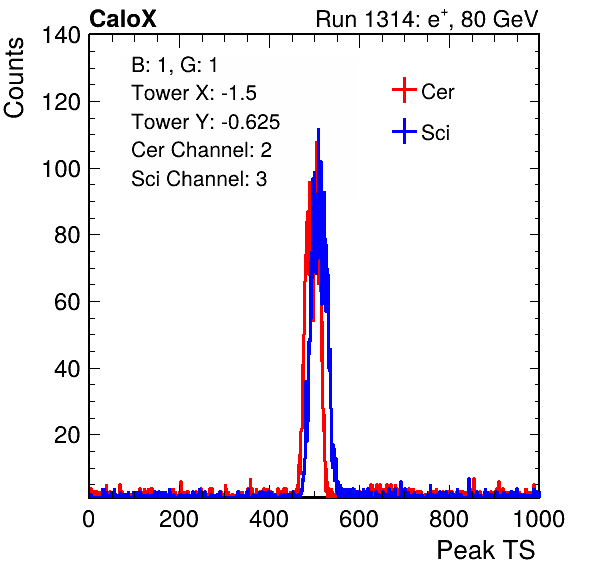 CaloX Run 1314: e+, 80 GeV
Counts
140
120
100
80
60
40
20
B: 1, G: 1
Tower X: -1.5
Tower Y: -0.625
Cer Channel: 2
Sci Channel: 3
Cer
Sci
0 200 400 600 800 1000
Peak TS